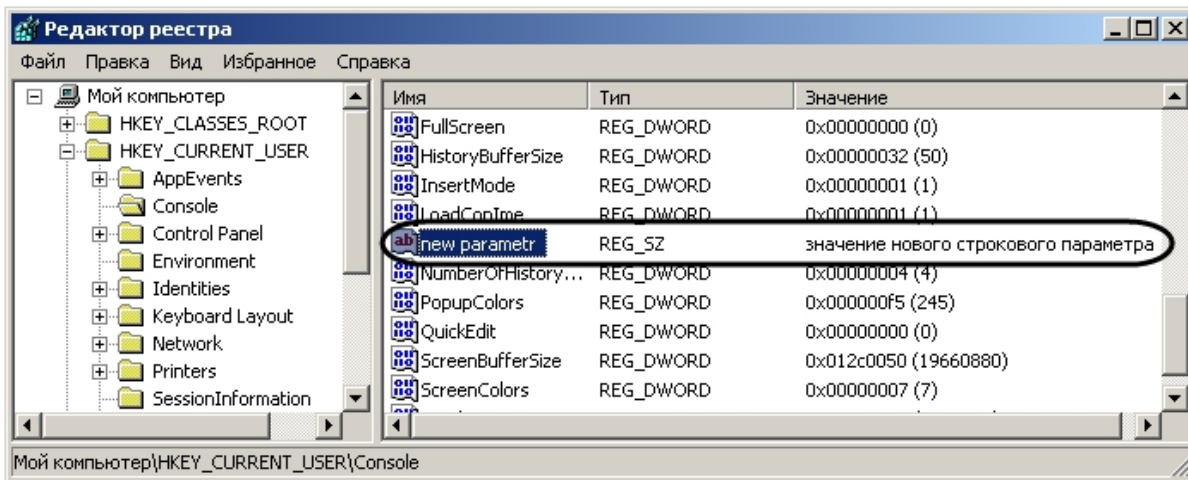 Редактор реестра
Файл Правка Вид Избранное Справка
Мой компьютер
HKEY_CLASSES_ROOT
HKEY_CURRENT_USER
AppEvents
Console
Control Panel
Environment
Identities
Keyboard Layout
Network
Printers
SessionInformation
Имя Тип Значение
FullScreen REG_DWORD 0x00000000 (0)
HistoryBufferSize REG_DWORD 0x00000032 (50)
InsertMode REG_DWORD 0x00000001 (1)
LoadConIme REG_DWORD 0x00000001 (1)
new parametr REG_SZ значение нового строкового параметра
NumberOfHistory... REG_DWORD 0x00000004 (4)
PopupColors REG_DWORD 0x000000f5 (245)
QuickEdit REG_DWORD 0x00000000 (0)
ScreenBufferSize REG_DWORD 0x012c0050 (19660880)
ScreenColors REG_DWORD 0x00000007 (7)
Мой компьютер\HKEY_CURRENT_USER\Console